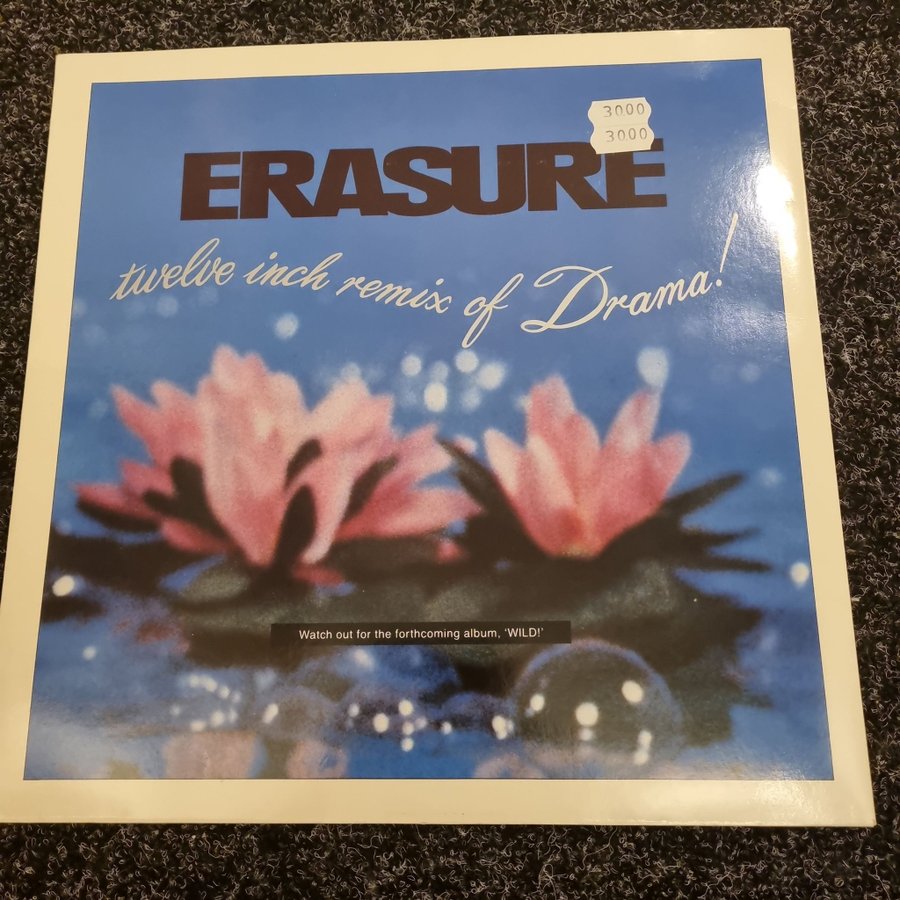 3000
3000
ERASURE
twelve inch remix of Drama!
Watch out for the forthcoming album, 'WILD!'